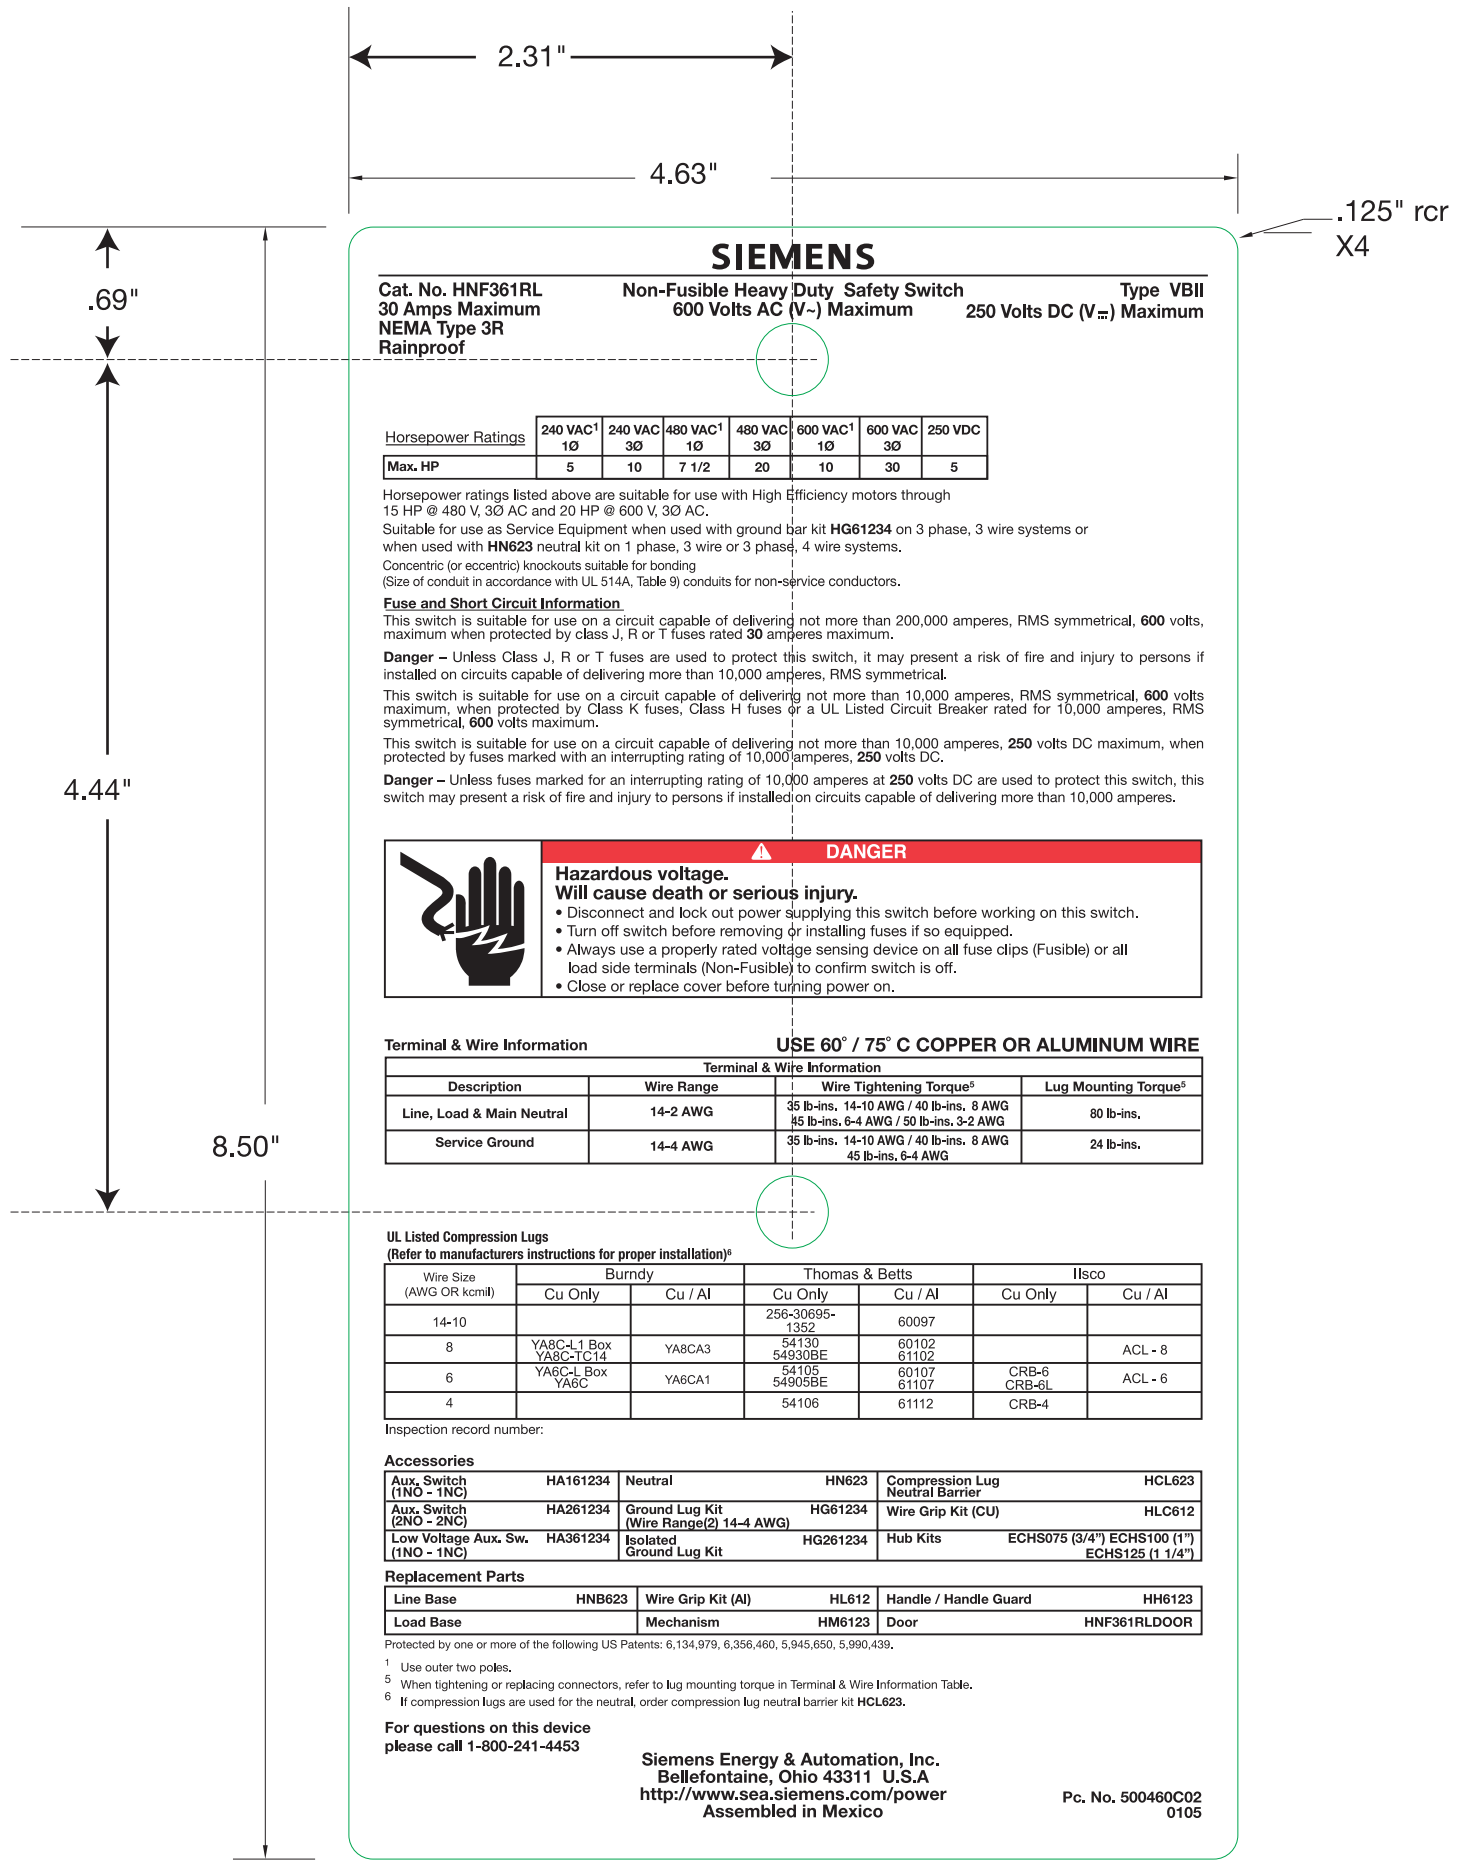 2.31"
4.63"
.125" rcr
X4
.69"
4.44"
8.50"
SIEMENS
Cat. No. HNF361RL Non-Fusible Heavy Duty Safety Switch Type VBII
30 Amps Maximum 600 Volts AC (V~) Maximum 250 Volts DC (V⎓) Maximum
NEMA Type 3R
Rainproof
Horsepower Ratings 240 VAC¹ 240 VAC 480 VAC¹ 480 VAC 600 VAC¹ 600 VAC 250 VDC
1Ø 3Ø 1Ø 3Ø 1Ø 3Ø
Max. HP 5 10 7 1/2 20 10 30 5
Horsepower ratings listed above are suitable for use with High Efficiency motors through
15 HP @ 480 V, 3Ø AC and 20 HP @ 600 V, 3Ø AC.
Suitable for use as Service Equipment when used with ground bar kit HG61234 on 3 phase, 3 wire systems or
when used with HN623 neutral kit on 1 phase, 3 wire or 3 phase, 4 wire systems.
Concentric (or eccentric) knockouts suitable for bonding
(Size of conduit in accordance with UL 514A, Table 9) conduits for non-service conductors.
Fuse and Short Circuit Information
This switch is suitable for use on a circuit capable of delivering not more than 200,000 amperes, RMS symmetrical, 600 volts,
maximum when protected by class J, R or T fuses rated 30 amperes maximum.
Danger – Unless Class J, R or T fuses are used to protect this switch, it may present a risk of fire and injury to persons if
installed on circuits capable of delivering more than 10,000 amperes, RMS symmetrical.
This switch is suitable for use on a circuit capable of delivering not more than 10,000 amperes, RMS symmetrical, 600 volts
maximum, when protected by Class K fuses, Class H fuses or a UL Listed Circuit Breaker rated for 10,000 amperes, RMS
symmetrical, 600 volts maximum.
This switch is suitable for use on a circuit capable of delivering not more than 10,000 amperes, 250 volts DC maximum, when
protected by fuses marked with an interrupting rating of 10,000 amperes, 250 volts DC.
Danger – Unless fuses marked for an interrupting rating of 10,000 amperes at 250 volts DC are used to protect this switch, this
switch may present a risk of fire and injury to persons if installed on circuits capable of delivering more than 10,000 amperes.
DANGER
Hazardous voltage.
Will cause death or serious injury.
• Disconnect and lock out power supplying this switch before working on this switch.
• Turn off switch before removing or installing fuses if so equipped.
• Always use a properly rated voltage sensing device on all fuse clips (Fusible) or all
load side terminals (Non-Fusible) to confirm switch is off.
• Close or replace cover before turning power on.
Terminal & Wire Information USE 60° / 75° C COPPER OR ALUMINUM WIRE
Terminal & Wire Information
Description Wire Range Wire Tightening Torque⁵ Lug Mounting Torque⁵
Line, Load & Main Neutral 14-2 AWG 35 lb-ins. 14-10 AWG / 40 lb-ins. 8 AWG 80 lb-ins.
45 lb-ins. 6-4 AWG / 50 lb-ins. 3-2 AWG
Service Ground 14-4 AWG 35 lb-ins. 14-10 AWG / 40 lb-ins. 8 AWG 24 lb-ins.
45 lb-ins. 6-4 AWG
UL Listed Compression Lugs
(Refer to manufacturers instructions for proper installation)⁶
Wire Size Burndy Thomas & Betts Ilsco
(AWG OR kcmil) Cu Only Cu / Al Cu Only Cu / Al Cu Only Cu / Al
14-10 256-30695- 60097
1352
8 YA8C-L1 Box YA8CA3 54130 60102 ACL - 8
YA8C-TC14 54930BE 61102
6 YA6C-L Box YA6CA1 54105 60107 CRB-6 ACL - 6
YA6C 54905BE 61107 CRB-6L
4 54106 61112 CRB-4
Inspection record number:
Accessories
Aux. Switch HA161234 Neutral HN623 Compression Lug HCL623
(1NO - 1NC) Neutral Barrier
Aux. Switch HA261234 Ground Lug Kit HG61234 Wire Grip Kit (CU) HLC612
(2NO - 2NC) (Wire Range(2) 14-4 AWG)
Low Voltage Aux. Sw. HA361234 Isolated HG261234 Hub Kits ECHS075 (3/4”) ECHS100 (1”)
(1NO - 1NC) Ground Lug Kit ECHS125 (1 1/4”)
Replacement Parts
Line Base HNB623 Wire Grip Kit (Al) HL612 Handle / Handle Guard HH6123
Load Base Mechanism HM6123 Door HNF361RLDOOR
Protected by one or more of the following US Patents: 6,134,979, 6,356,460, 5,945,650, 5,990,439.
¹ Use outer two poles.
⁵ When tightening or replacing connectors, refer to lug mounting torque in Terminal & Wire Information Table.
⁶ If compression lugs are used for the neutral, order compression lug neutral barrier kit HCL623.
For questions on this device
please call 1-800-241-4453
Siemens Energy & Automation, Inc.
Bellefontaine, Ohio 43311 U.S.A
http://www.sea.siemens.com/power
Assembled in Mexico
Pc. No. 500460C02
0105